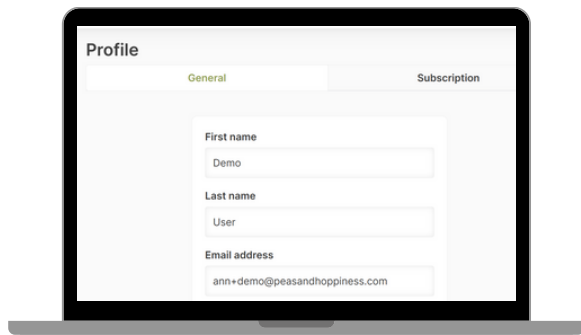 Profile
General Subscription
First name
Demo
Last name
User
Email address
ann+demo@peasandhoppiness.com